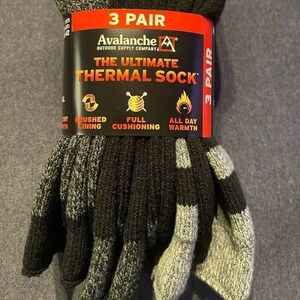 3 PAIR
Avalanche
OUTDOOR SUPPLY COMPANY
THE ULTIMATE
THERMAL SOCK
3 PAIR
BRUSHED
LINING
FULL
CUSHIONING
ALL DAY
WARMTH